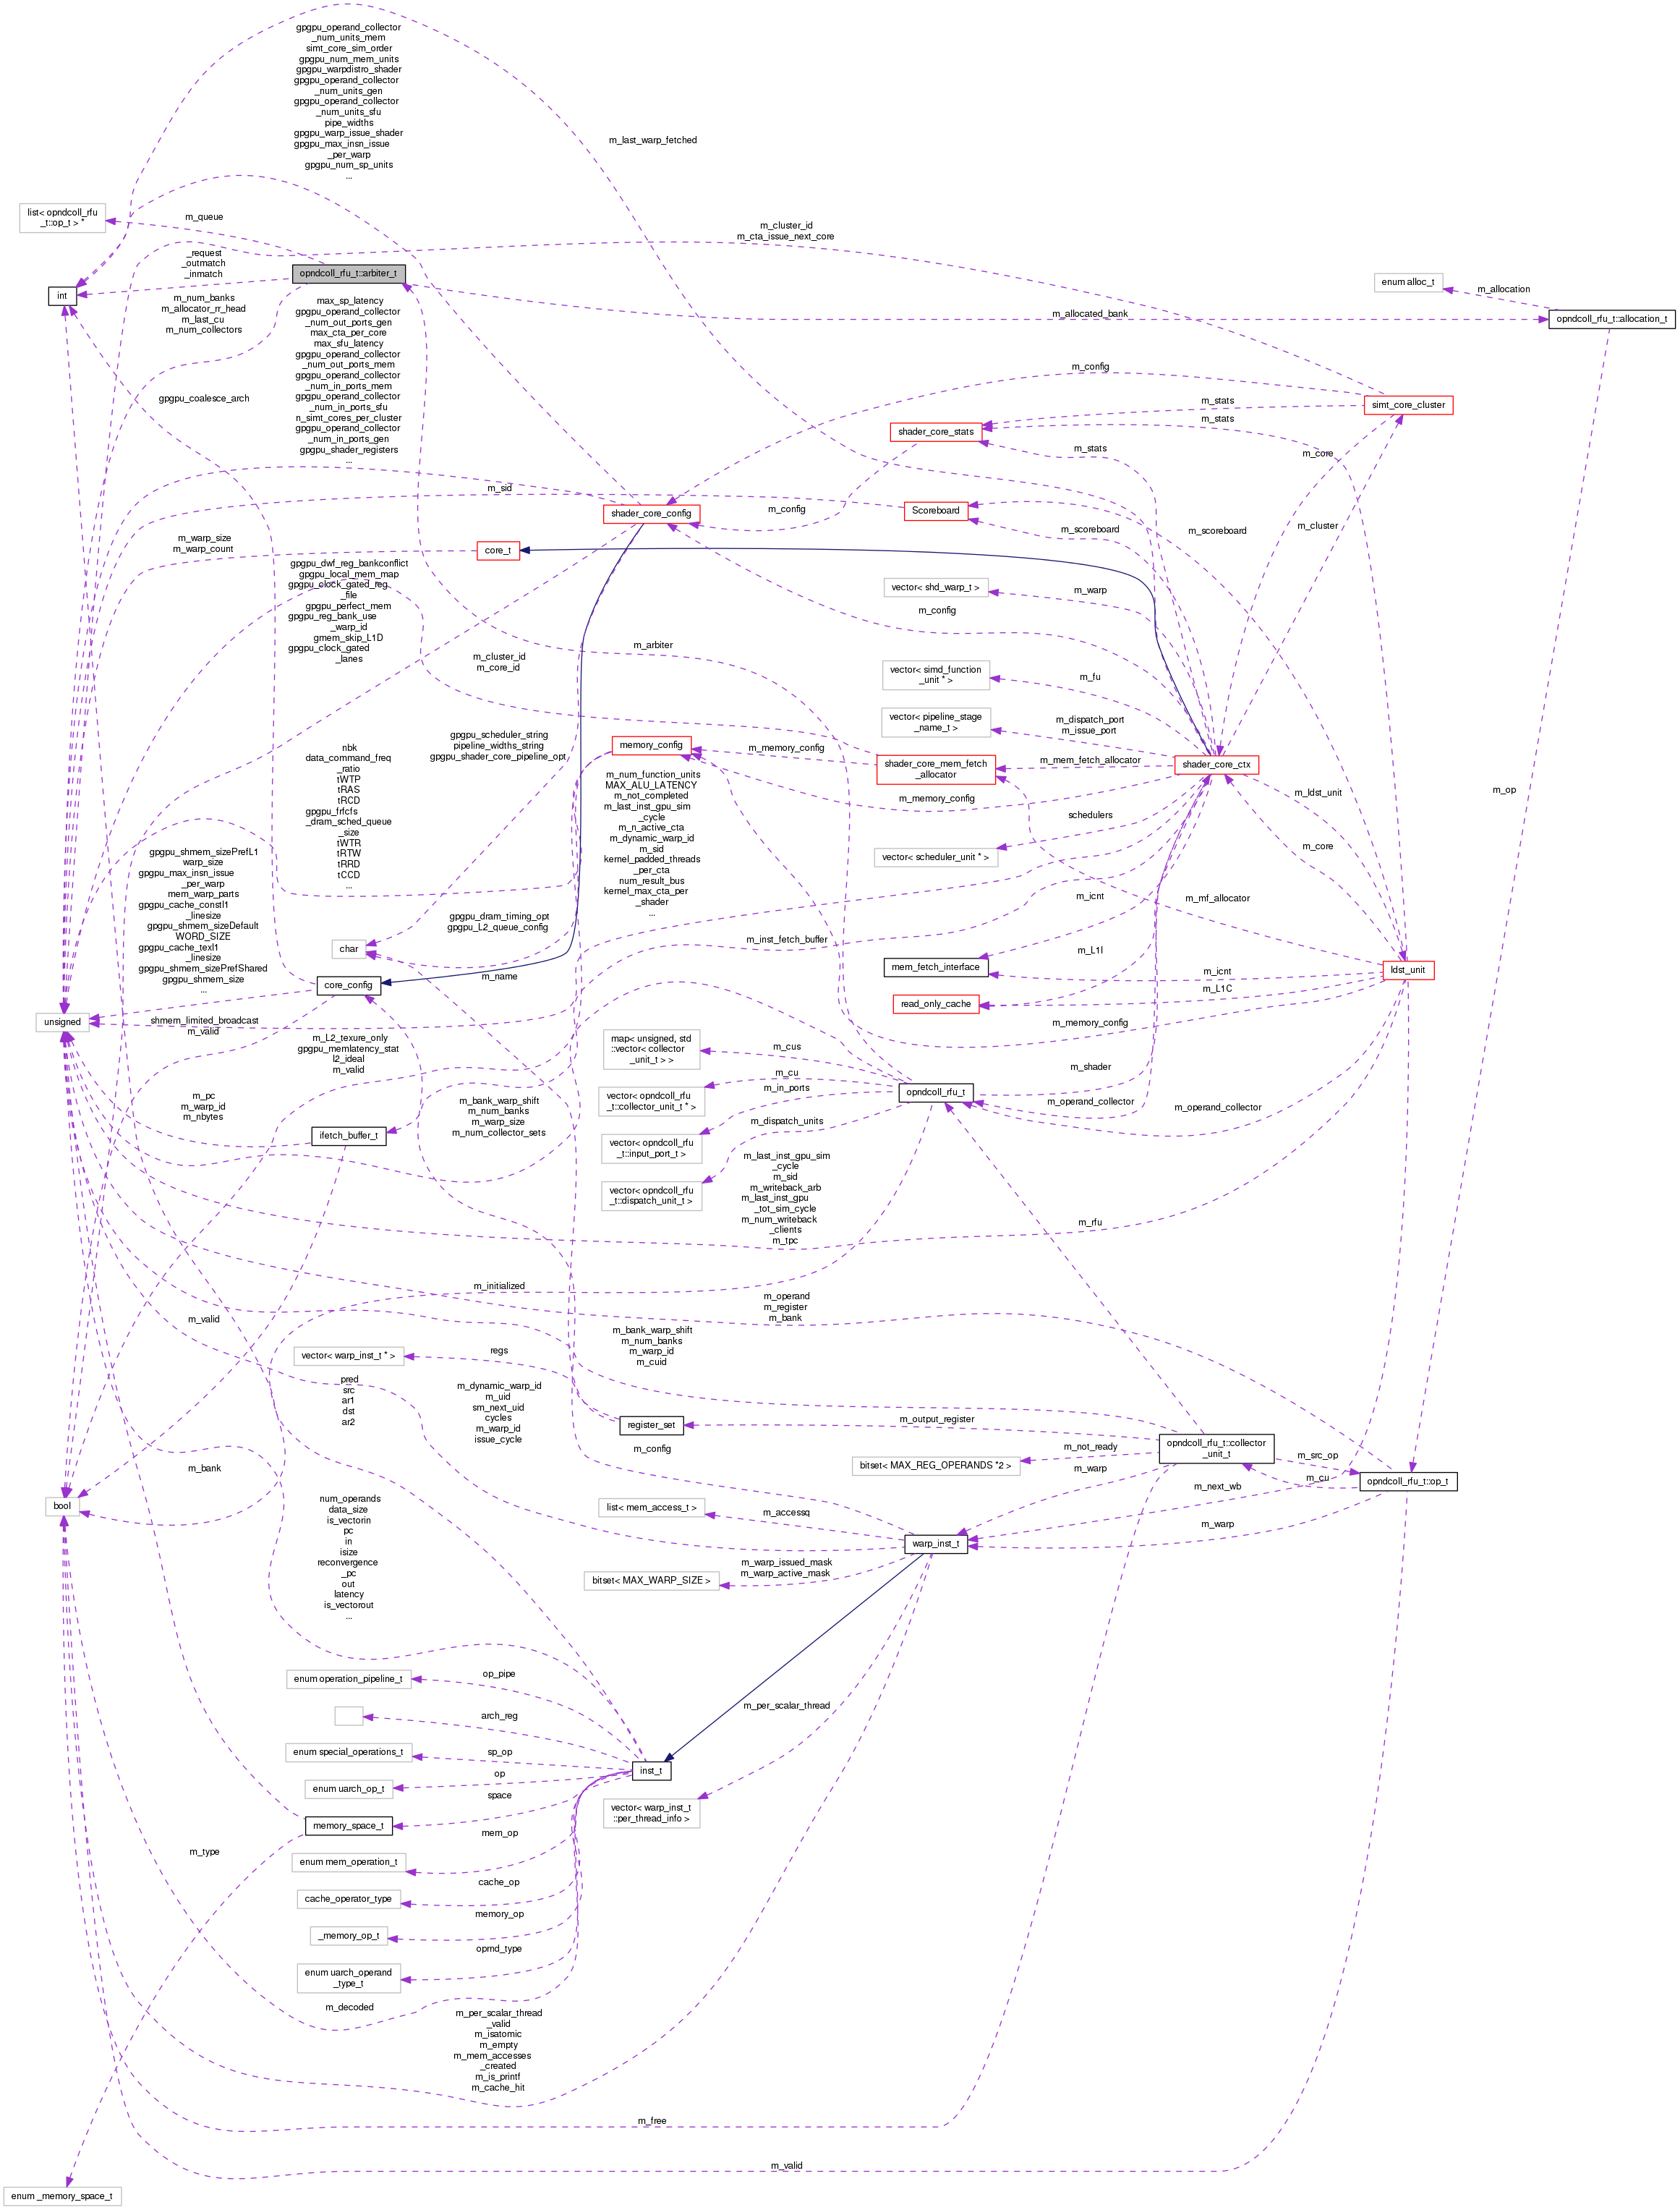 gpgpu_operand_collector
_num_units_mem
simt_core_sim_order
gpgpu_num_mem_units
gpgpu_warpdistro_shader
gpgpu_operand_collector
_num_units_gen
gpgpu_operand_collector
_num_units_sfu
pipe_widths
gpgpu_warp_issue_shader
gpgpu_max_insn_issue
_per_warp
gpgpu_num_sp_units
...
m_last_warp_fetched
list< opndcoll_rfu
_t::op_t > *
m_queue
m_cluster_id
m_cta_issue_next_core
_request
_outmatch
_inmatch
opndcoll_rfu_t::arbiter_t
int
enum alloc_t
m_allocation
m_num_banks
m_allocator_rr_head
m_last_cu
m_num_collectors
m_allocated_bank
opndcoll_rfu_t::allocation_t
max_sp_latency
gpgpu_operand_collector
_num_out_ports_gen
max_cta_per_core
max_sfu_latency
gpgpu_operand_collector
_num_out_ports_mem
gpgpu_operand_collector
_num_in_ports_mem
gpgpu_operand_collector
_num_in_ports_sfu
n_simt_cores_per_cluster
gpgpu_operand_collector
_num_in_ports_gen
gpgpu_shader_registers
...
gpgpu_coalesce_arch
m_config
simt_core_cluster
m_stats
m_stats
shader_core_stats
m_stats
m_core
m_op
m_sid
shader_core_config
m_config
Scoreboard
m_scoreboard
m_scoreboard
m_cluster
m_warp_size
m_warp_count
core_t
gpgpu_dwf_reg_bankconflict
gpgpu_local_mem_map
gpgpu_clock_gated_reg
_file
gpgpu_perfect_mem
gpgpu_reg_bank_use
_warp_id
gmem_skip_L1D
gpgpu_clock_gated
_lanes
vector< shd_warp_t >
m_warp
m_config
m_arbiter
m_cluster_id
m_core_id
vector< simd_function
_unit * >
m_fu
vector< pipeline_stage
_name_t >
m_dispatch_port
m_issue_port
gpgpu_scheduler_string
pipeline_widths_string
gpgpu_shader_core_pipeline_opt
memory_config
m_memory_config
shader_core_mem_fetch
_allocator
m_mem_fetch_allocator
shader_core_ctx
nbk
data_command_freq
_ratio
tWTP
tRAS
tRCD
gpgpu_frfcfs
_dram_sched_queue
_size
tWTR
tRTW
tRRD
tCCD
...
m_num_function_units
MAX_ALU_LATENCY
m_not_completed
m_last_inst_gpu_sim
_cycle
m_n_active_cta
m_dynamic_warp_id
m_sid
kernel_padded_threads
_per_cta
num_result_bus
kernel_max_cta_per
_shader
...
m_memory_config
m_ldst_unit
schedulers
vector< scheduler_unit * >
m_core
gpgpu_shmem_sizePrefL1
warp_size
gpgpu_max_insn_issue
_per_warp
mem_warp_parts
gpgpu_cache_constl1
_linesize
gpgpu_shmem_sizeDefault
WORD_SIZE
gpgpu_cache_texl1
_linesize
gpgpu_shmem_sizePrefShared
gpgpu_shmem_size
...
m_icnt
m_mf_allocator
gpgpu_dram_timing_opt
gpgpu_L2_queue_config
char
m_inst_fetch_buffer
m_L1I
mem_fetch_interface
m_icnt
ldst_unit
m_name
core_config
read_only_cache
m_L1C
unsigned
shmem_limited_broadcast
m_valid
m_memory_config
m_L2_texure_only
gpgpu_memlatency_stat
l2_ideal
m_valid
map< unsigned, std
::vector< collector
_unit_t > >
m_cus
m_shader
m_cu
vector< opndcoll_rfu
_t::collector_unit_t * >
m_in_ports
opndcoll_rfu_t
m_operand_collector
m_operand_collector
m_pc
m_warp_id
m_nbytes
m_bank_warp_shift
m_num_banks
m_warp_size
m_num_collector_sets
ifetch_buffer_t
vector< opndcoll_rfu
_t::input_port_t >
m_dispatch_units
vector< opndcoll_rfu
_t::dispatch_unit_t >
m_last_inst_gpu_sim
_cycle
m_sid
m_writeback_arb
m_last_inst_gpu
_tot_sim_cycle
m_num_writeback
_clients
m_tpc
m_rfu
m_initialized
m_operand
m_register
m_bank
m_valid
m_bank_warp_shift
m_num_banks
m_warp_id
m_cuid
vector< warp_inst_t * >
regs
pred
src
ar1
dst
ar2
m_dynamic_warp_id
m_uid
sm_next_uid
cycles
m_warp_id
issue_cycle
register_set
m_output_register
opndcoll_rfu_t::collector
_unit_t
m_config
m_not_ready
bitset< MAX_REG_OPERANDS *2 >
m_src_op
m_bank
m_warp
m_cu
opndcoll_rfu_t::op_t
m_next_wb
bool
num_operands
data_size
is_vectorin
pc
in
isize
reconvergence
_pc
out
latency
is_vectorout
...
list< mem_access_t >
m_accessq
m_warp
warp_inst_t
m_warp_issued_mask
m_warp_active_mask
bitset< MAX_WARP_SIZE >
enum operation_pipeline_t
op_pipe
m_per_scalar_thread
arch_reg
enum special_operations_t
sp_op
inst_t
enum uarch_op_t
op
space
vector< warp_inst_t
::per_thread_info >
memory_space_t
mem_op
m_type
enum mem_operation_t
cache_op
cache_operator_type
memory_op
_memory_op_t
oprnd_type
enum uarch_operand
_type_t
m_decoded
m_per_scalar_thread
_valid
m_isatomic
m_empty
m_mem_accesses
_created
m_is_printf
m_cache_hit
m_free
m_valid
enum _memory_space_t